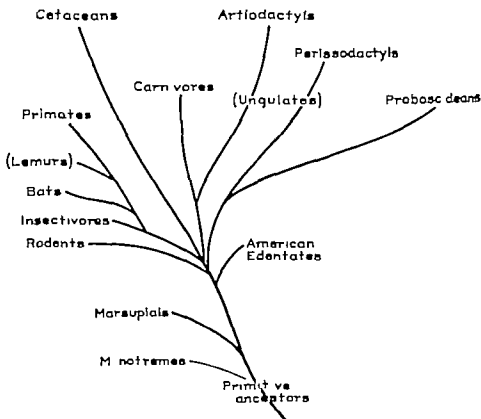 Cetaceans
Artiodactyls
Perissodactyls
Carn vores
(Ungulates)
Probosc deans
Primates
(Lemurs)
Bats
Insectivores
Rodents
American
Edentates
Marsupials
M notremes
Primit ve
ancestors